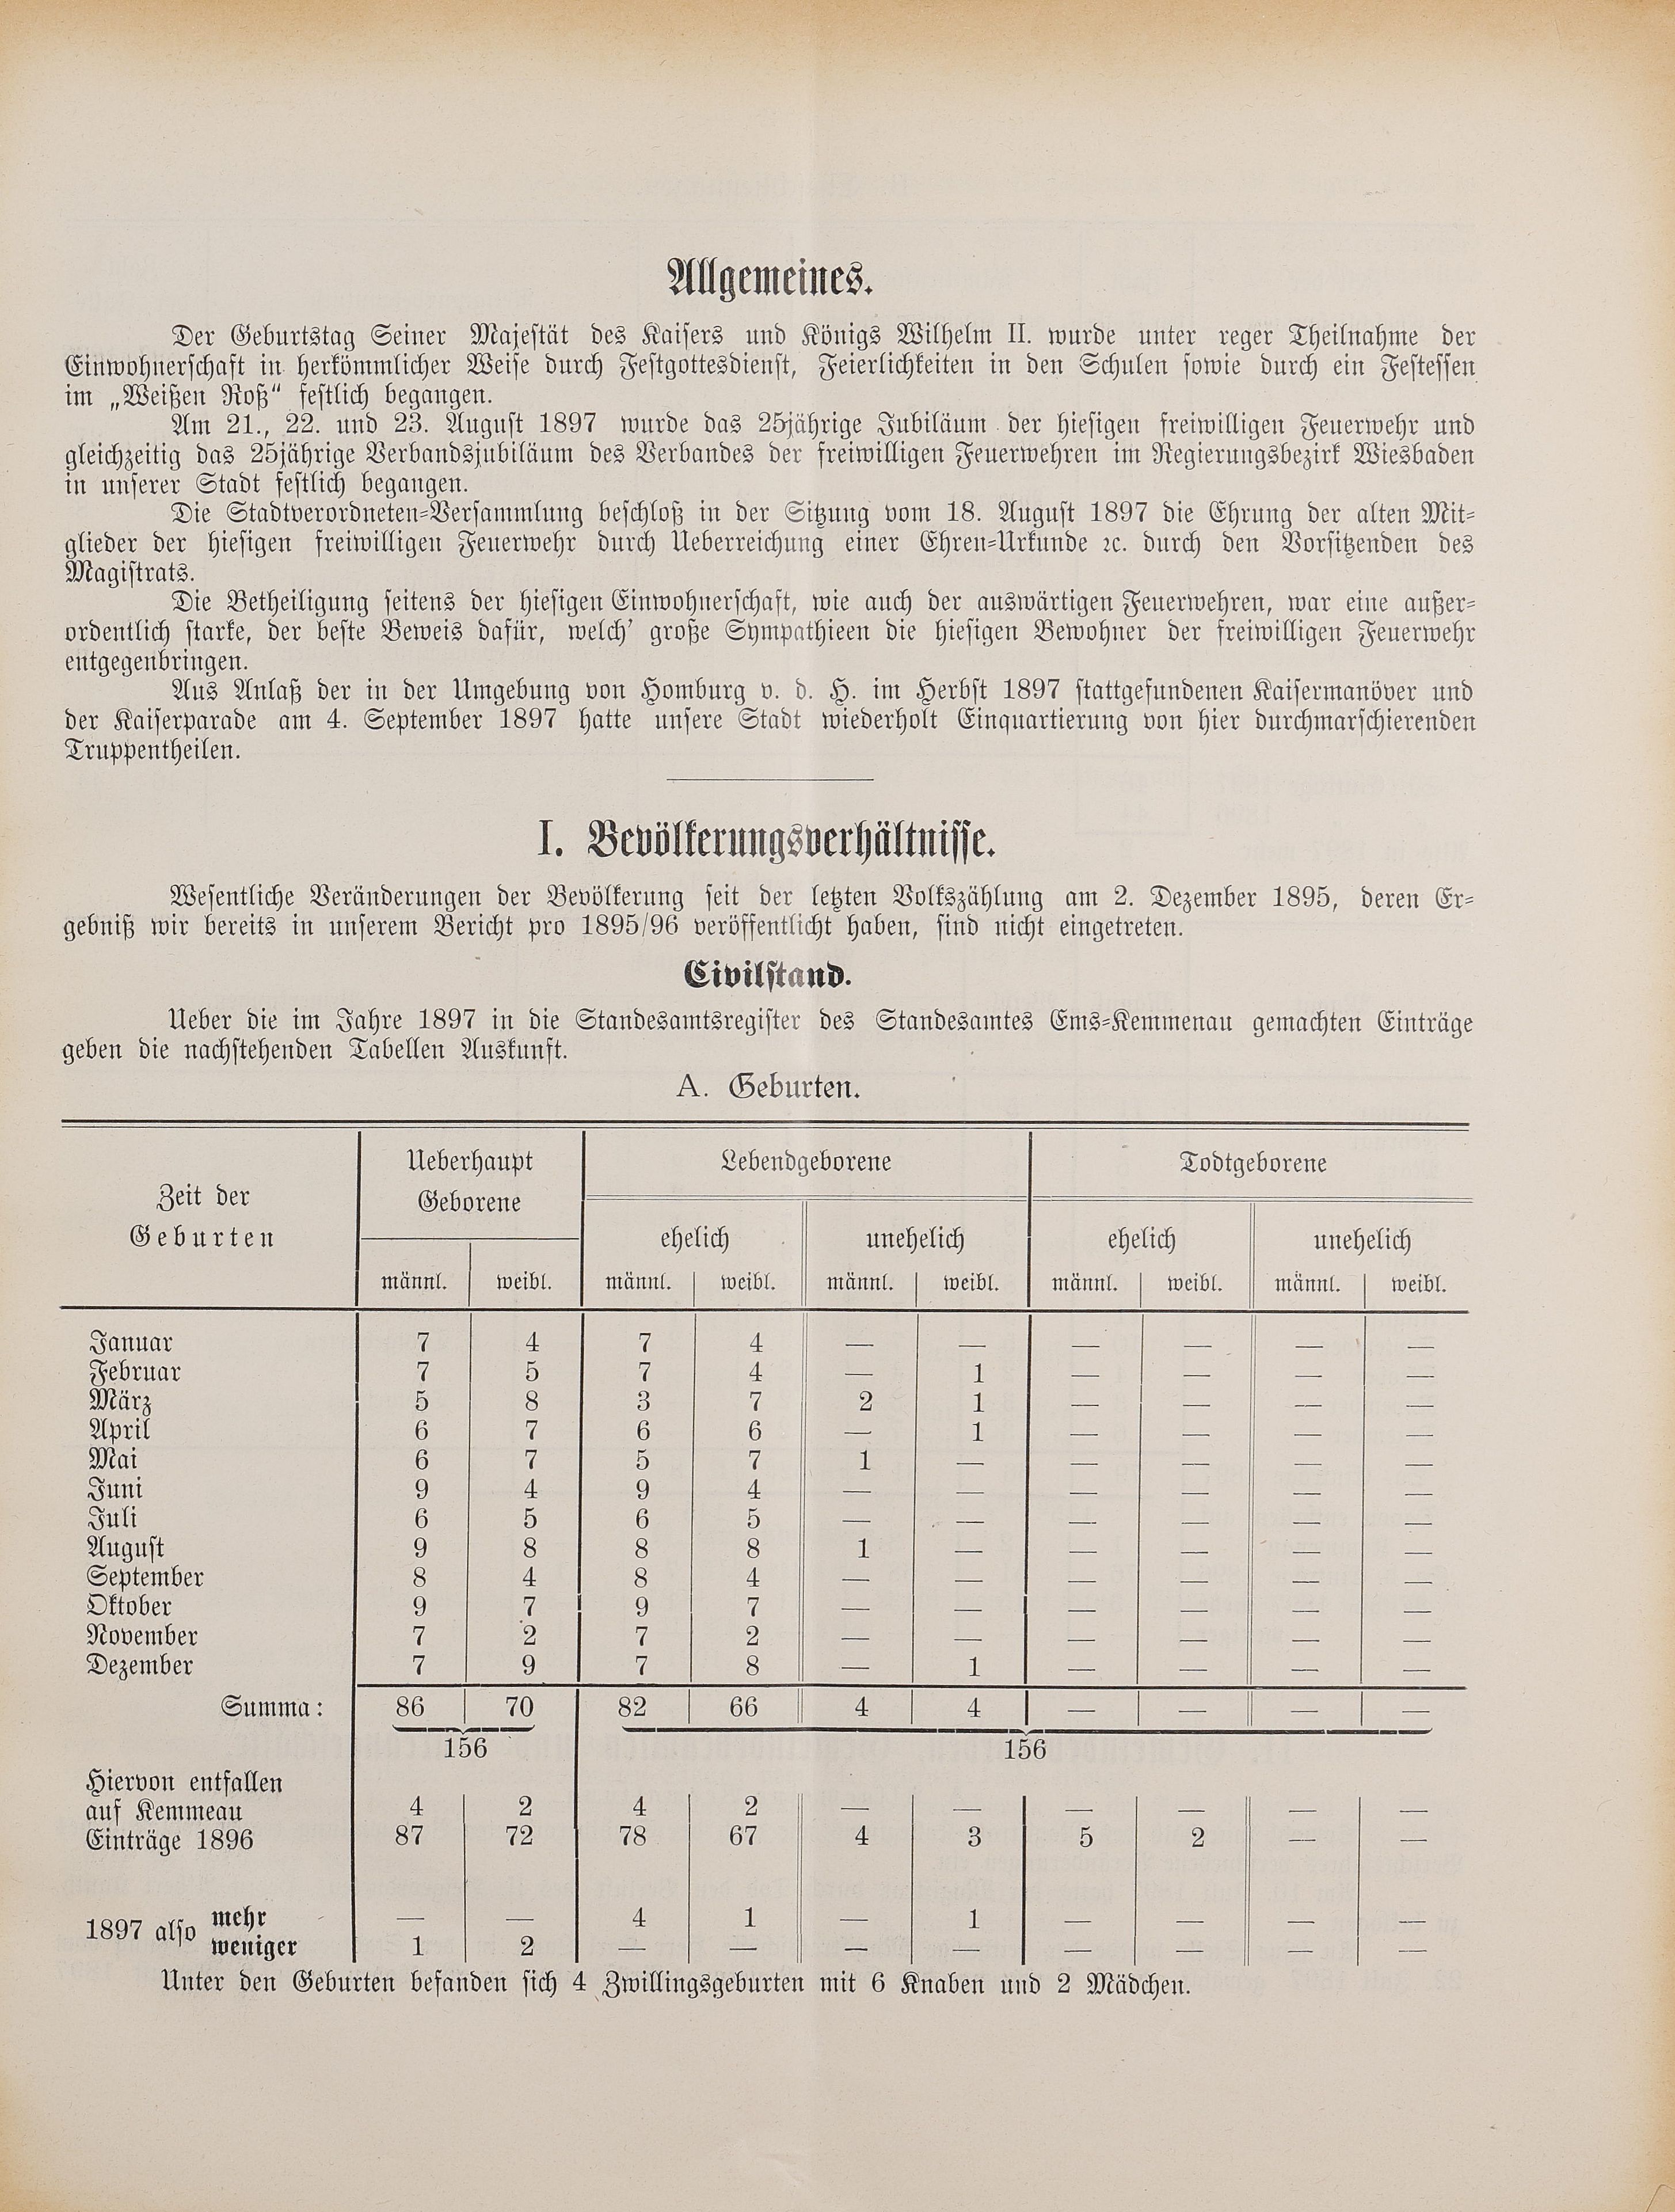 Allgemeines.
Der Geburtstag Seiner Majestät des Kaisers und Königs Wilhelm II. wurde unter reger Theilnahme der
Einwohnerschaft in herkömmlicher Weise durch Festgottesdienst, Feierlichkeiten in den Schulen sowie durch ein Festessen
im „Weißen Roß“ festlich begangen.
Am 21., 22. und 23. August 1897 wurde das 25jährige Jubiläum der hiesigen freiwilligen Feuerwehr und
gleichzeitig das 25jährige Verbandsjubiläum des Verbandes der freiwilligen Feuerwehren im Regierungsbezirk Wiesbaden
in unserer Stadt festlich begangen.
Die Stadtverordneten-Versammlung beschloß in der Sitzung vom 18. August 1897 die Ehrung der alten Mit-
glieder der hiesigen freiwilligen Feuerwehr durch Ueberreichung einer Ehren-Urkunde ꝛc. durch den Vorsitzenden des
Magistrats.
Die Betheiligung seitens der hiesigen Einwohnerschaft, wie auch der auswärtigen Feuerwehren, war eine außer-
ordentlich starke, der beste Beweis dafür, welch’ große Sympathieen die hiesigen Bewohner der freiwilligen Feuerwehr
entgegenbringen.
Aus Anlaß der in der Umgebung von Homburg v. d. H. im Herbst 1897 stattgefundenen Kaisermanöver und
der Kaiserparade am 4. September 1897 hatte unsere Stadt wiederholt Einquartierung von hier durchmarschierenden
Truppentheilen.
I. Bevölkerungsverhältnisse.
Wesentliche Veränderungen der Bevölkerung seit der letzten Volkszählung am 2. Dezember 1895, deren Er-
gebniß wir bereits in unserem Bericht pro 1895/96 veröffentlicht haben, sind nicht eingetreten.
Civilstand.
Ueber die im Jahre 1897 in die Standesamtsregister des Standesamtes Ems-Kemmenau gemachten Einträge
geben die nachstehenden Tabellen Auskunft.
A. Geburten.
Zeit der
Geburten
Ueberhaupt
Geborene
Lebendgeborene
Todtgeborene
ehelich unehelich ehelich unehelich
männl. weibl. männl. weibl. männl. weibl. männl. weibl. männl. weibl.
Januar 7 4 7 4 — — — — — —
Februar 7 5 7 4 — 1 — — — —
März 5 8 3 7 2 1 — — — —
April 6 7 6 6 — 1 — — — —
Mai 6 7 5 7 1 — — — — —
Juni 9 4 9 4 — — — — — —
Juli 6 5 6 5 — — — — — —
August 9 8 8 8 1 — — — — —
September 8 4 8 4 — — — — — —
Oktober 9 7 9 7 — — — — — —
November 7 2 7 2 — — — — — —
Dezember 7 9 7 8 — 1 — — — —
Summa: 86 70 82 66 4 4 — — — —
156 156
Hiervon entfallen
auf Kemmeau 4 2 4 2 — — — — — —
Einträge 1896 87 72 78 67 4 3 5 2 — —
1897 also mehr — — 4 1 — 1 — — — —
weniger 1 2 — — — — — — — —
Unter den Geburten befanden sich 4 Zwillingsgeburten mit 6 Knaben und 2 Mädchen.